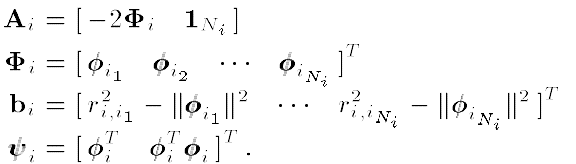 𝐀_i = [ −2𝚽_i  𝟏_{N_i} ]
𝚽_i = [ 𝛟_{i_1}  𝛟_{i_2}  ⋯  𝛟_{i_{N_i}} ]^T
𝐛_i = [ r²_{i,i_1} − ‖𝛟_{i_1}‖²  ⋯  r²_{i,i_{N_i}} − ‖𝛟_{i_{N_i}}‖² ]^T
𝛙_i = [ 𝛟_i^T  𝛟_i^T 𝛟_i ]^T .